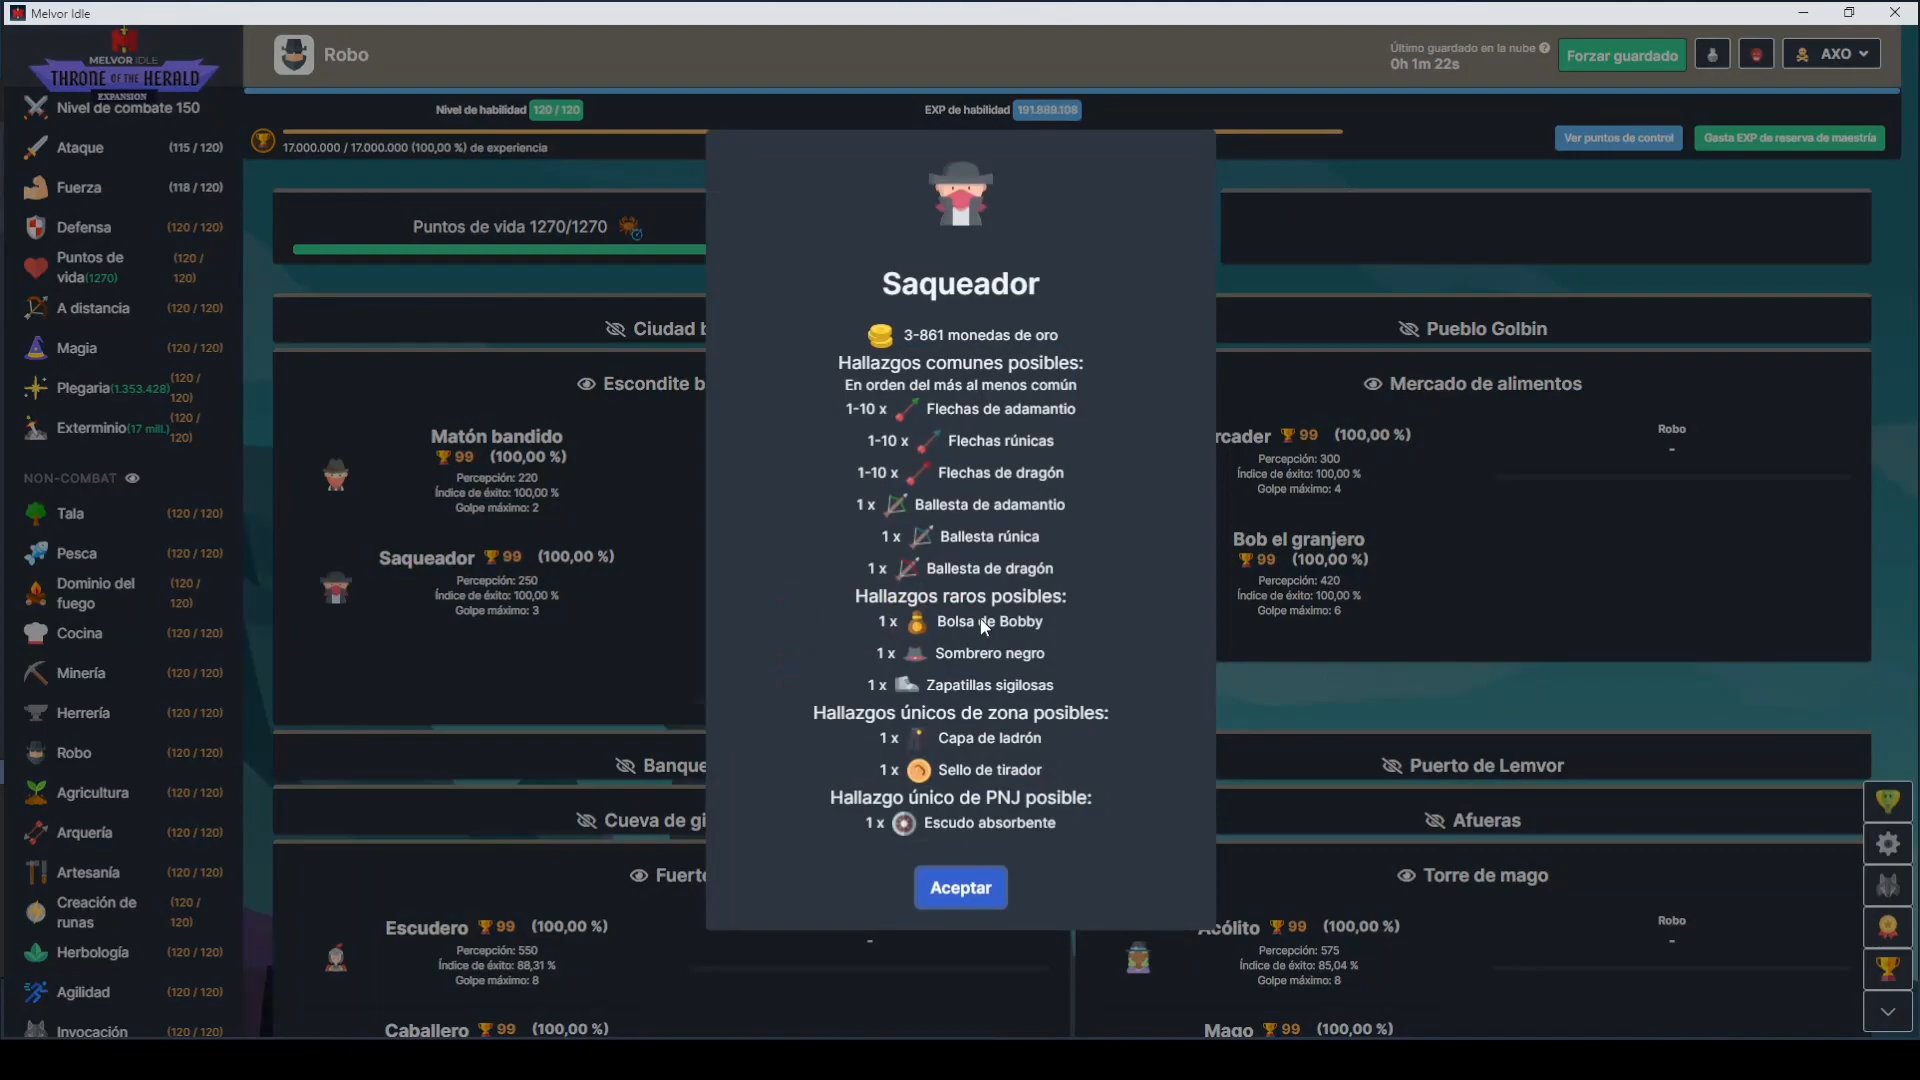 Melvor Idle
MELVOR IDLE
THRONE OF THE HERALD
EXPANSION
Robo
Último guardado en la nube
0h 1m 22s
Forzar guardado
AXO
Nivel de habilidad 120 / 120
EXP de habilidad 191.889.108
17.000.000 / 17.000.000 (100,00 %) de experiencia
Ver puntos de control
Gasta EXP de reserva de maestría
Nivel de combate 150
Ataque (115 / 120)
Fuerza (118 / 120)
Defensa (120 / 120)
Puntos de vida(1270) (120 / 120)
A distancia (120 / 120)
Magia (120 / 120)
Plegaria(1.353.428) (120 / 120)
Exterminio(17 mill.) (120 / 120)
NON-COMBAT
Tala (120 / 120)
Pesca (120 / 120)
Dominio del fuego (120 / 120)
Cocina (120 / 120)
Minería (120 / 120)
Herrería (120 / 120)
Robo (120 / 120)
Agricultura (120 / 120)
Arquería (120 / 120)
Artesanía (120 / 120)
Creación de runas (120 / 120)
Herbología (120 / 120)
Agilidad (120 / 120)
Invocación (120 / 120)
Puntos de vida 1270/1270
Ciudad b
Escondite b
Matón bandido
99 (100,00 %)
Percepción: 220
Índice de éxito: 100,00 %
Golpe máximo: 2
Saqueador 99 (100,00 %)
Percepción: 250
Índice de éxito: 100,00 %
Golpe máximo: 3
Banque
Cueva de gi
Fuerte
Escudero 99 (100,00 %)
Percepción: 550
Índice de éxito: 88,31 %
Golpe máximo: 8
Caballero 99 (100,00 %)
-
Saqueador
3-861 monedas de oro
Hallazgos comunes posibles:
En orden del más al menos común
1-10 x Flechas de adamantio
1-10 x Flechas rúnicas
1-10 x Flechas de dragón
1 x Ballesta de adamantio
1 x Ballesta rúnica
1 x Ballesta de dragón
Hallazgos raros posibles:
1 x Bolsa de Bobby
1 x Sombrero negro
1 x Zapatillas sigilosas
Hallazgos únicos de zona posibles:
1 x Capa de ladrón
1 x Sello de tirador
Hallazgo único de PNJ posible:
1 x Escudo absorbente
Aceptar
Pueblo Golbin
Mercado de alimentos
rcader 99 (100,00 %)
Percepción: 300
Índice de éxito: 100,00 %
Golpe máximo: 4
Robo
-
Bob el granjero
99 (100,00 %)
Percepción: 420
Índice de éxito: 100,00 %
Golpe máximo: 6
Puerto de Lemvor
Afueras
Torre de mago
Acólito 99 (100,00 %)
Percepción: 575
Índice de éxito: 85,04 %
Golpe máximo: 8
Robo
-
Mago 99 (100,00 %)